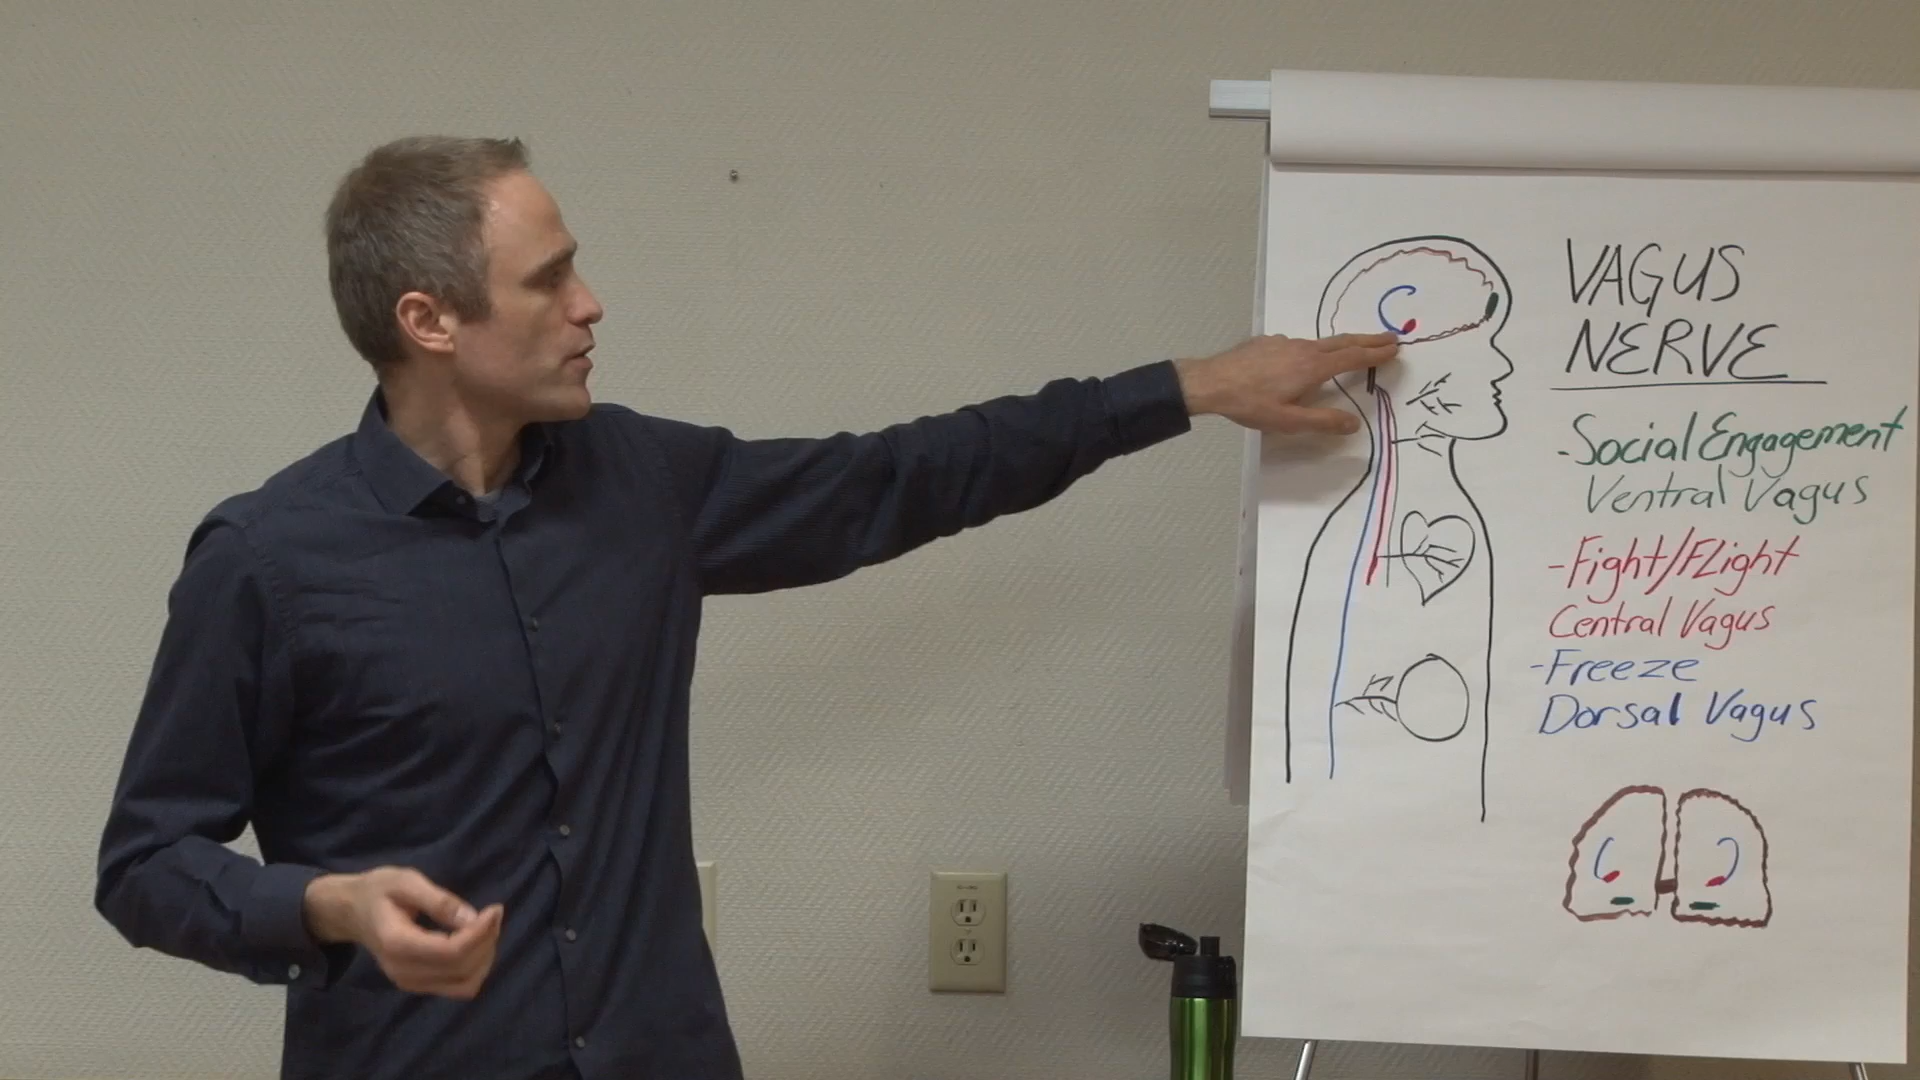 VAGUS
NERVE
- Social Engagement
Ventral Vagus
- Fight/FLight
Central Vagus
- Freeze
Dorsal Vagus